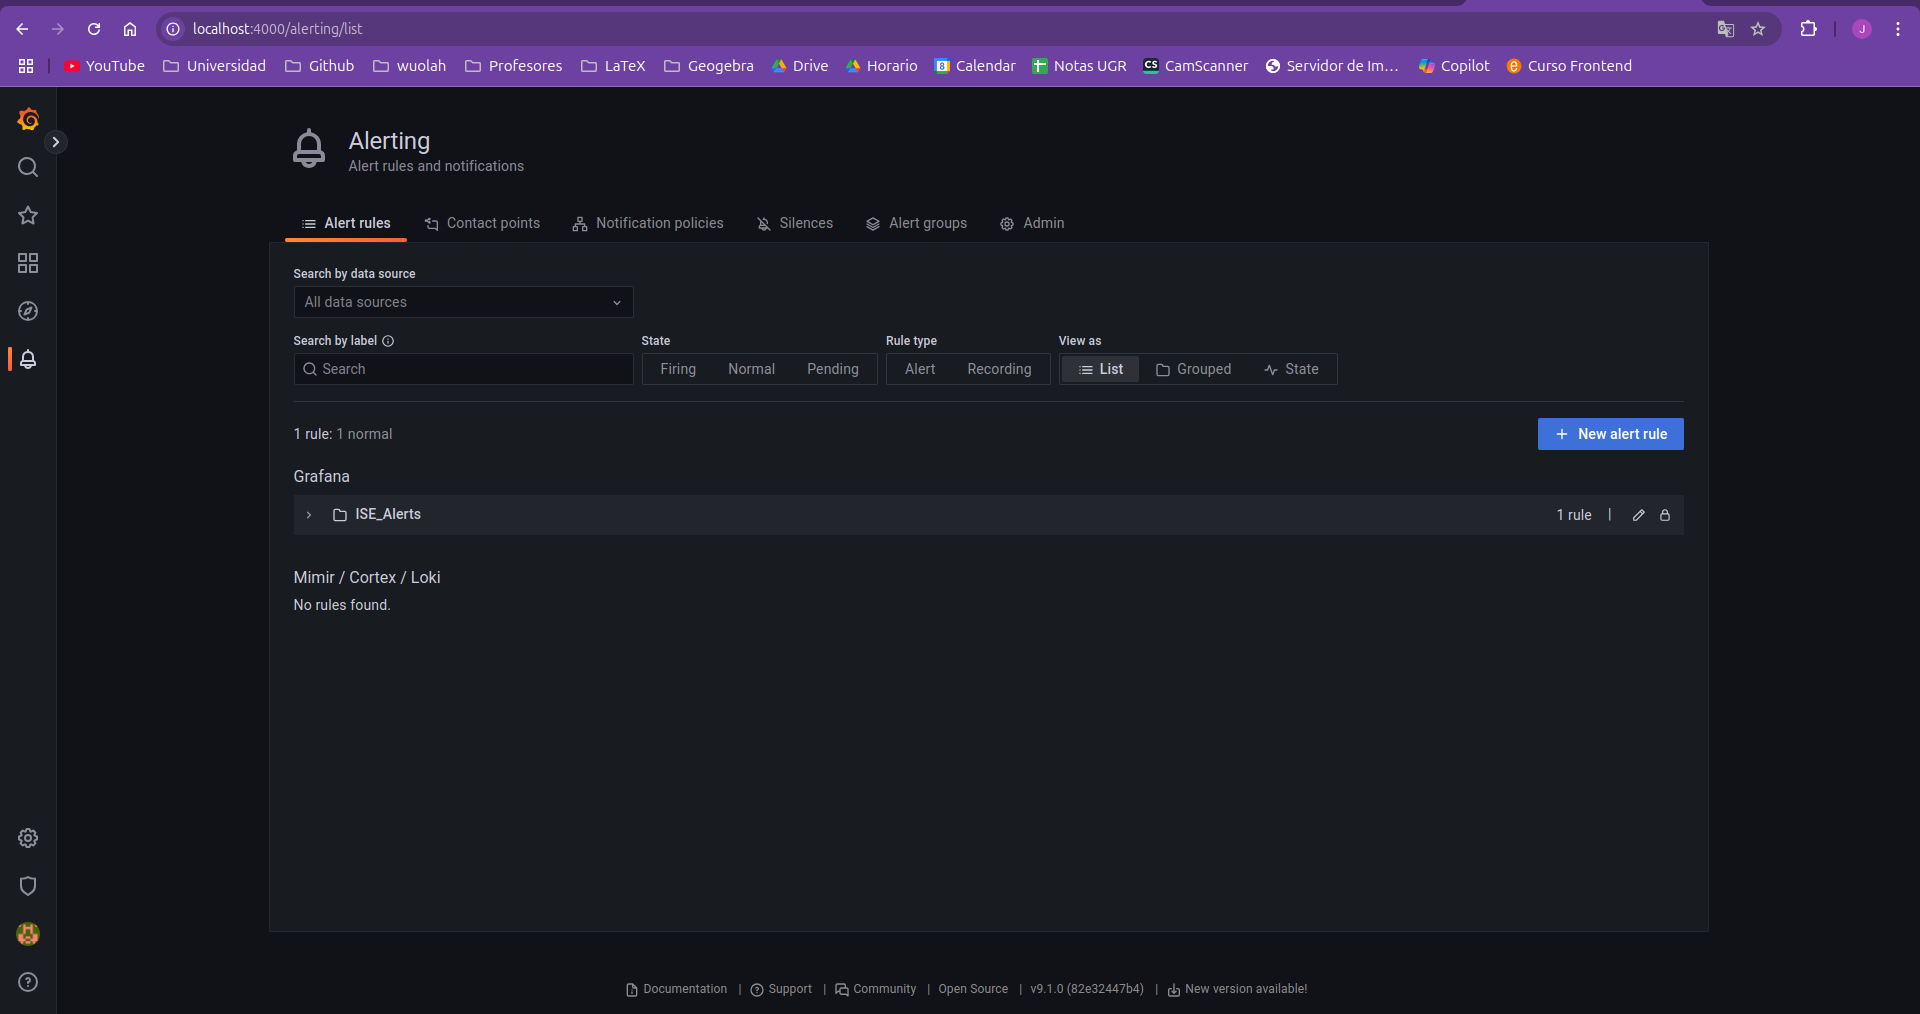 localhost:4000/alerting/list
YouTube Universidad Github wuolah Profesores LaTeX Geogebra Drive Horario Calendar Notas UGR CamScanner Servidor de Im... Copilot Curso Frontend
Alerting
Alert rules and notifications
Alert rules Contact points Notification policies Silences Alert groups Admin
Search by data source
All data sources
Search by label State Rule type View as
Search Firing Normal Pending Alert Recording List Grouped State
1 rule: 1 normal + New alert rule
Grafana
ISE_Alerts 1 rule |
Mimir / Cortex / Loki
No rules found.
Documentation | Support | Community | Open Source | v9.1.0 (82e32447b4) | New version available!